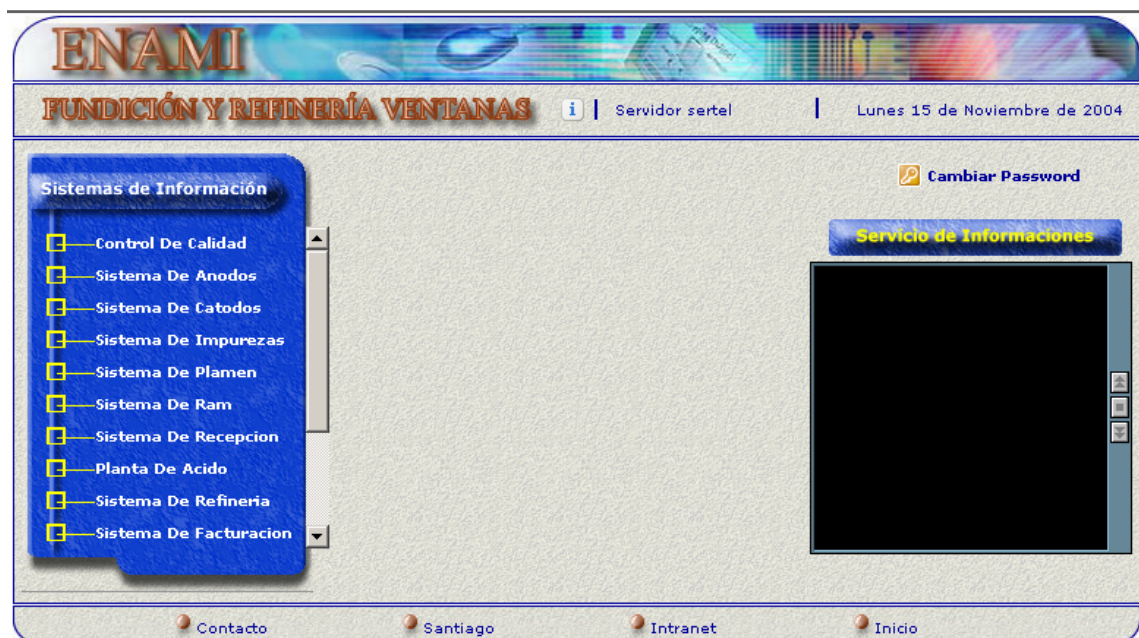 ENAMI
FUNDICIÓN Y REFINERÍA VENTANAS
i
Servidor sertel
Lunes 15 de Noviembre de 2004
Cambiar Password
Sistemas de Información
Control De Calidad
Sistema De Anodos
Sistema De Catodos
Sistema De Impurezas
Sistema De Plamen
Sistema De Ram
Sistema De Recepcion
Planta De Acido
Sistema De Refineria
Sistema De Facturacion
Servicio de Informaciones
Contacto
Santiago
Intranet
Inicio